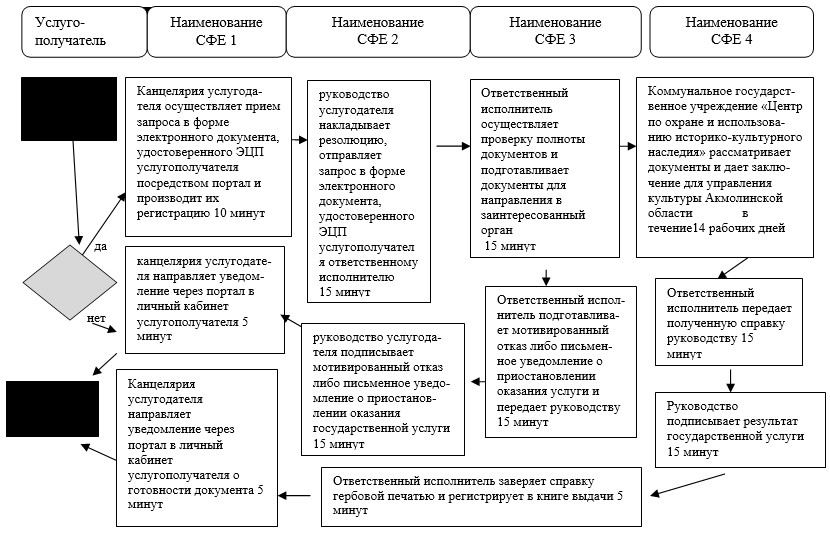 Услуго-
получатель
Наименование
СФЕ 1
Наименование
СФЕ 2
Наименование
СФЕ 3
Наименование
СФЕ 4
Канцелярия услугода-
теля осуществляет прием
запроса в форме
электронного документа,
удостоверенного ЭЦП
услугополучателя
посредством портал и
производит их
регистрацию 10 минут
руководство
услугодателя
накладывает
резолюцию,
отправляет
запрос в форме
электронного
документа,
удостоверенного
ЭЦП
услугополучател
я ответственному
исполнителю
15 минут
Ответственный
исполнитель
осуществляет
проверку полноты
документов и
подготавливает
документы для
направления в
заинтересованный
орган
15 минут
Коммунальное государст-
венное учреждение «Центр
по охране и использова-
нию историко-культурного
наследия» рассматривает
документы и дает заклю-
чение для управления
культуры Акмолинской
области в
течение14 рабочих дней
да
нет
канцелярия услугодате-
ля направляет уведом-
ление через портал в
личный кабинет
услугополучателя 5
минут
руководство услугода-
теля подписывает
мотивированный отказ
либо письменное уведо-
мление о приостанов-
лении оказания
государственной услуги
15 минут
Ответственный испол-
нитель подготавлива-
ет мотивированный
отказ либо письмен-
ное уведомление о
приостановлении
оказания услуги и
передает руководству
15 минут
Ответственный
исполнитель передает
полученную справку
руководству 15
минут
Канцелярия
услугодателя
направляет
уведомление через
портал в личный
кабинет
услугополучателя о
готовности документа 5
минут
Руководство
подписывает результат
государственной услуги
15 минут
Ответственный исполнитель заверяет справку
гербовой печатью и регистрирует в книге выдачи 5
минут